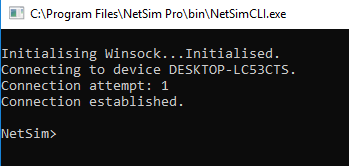 C:\Program Files\NetSim Pro\bin\NetSimCLI.exe
Initialising Winsock...Initialised.
Connecting to device DESKTOP-LC53CTS.
Connection attempt: 1
Connection established.
NetSim>